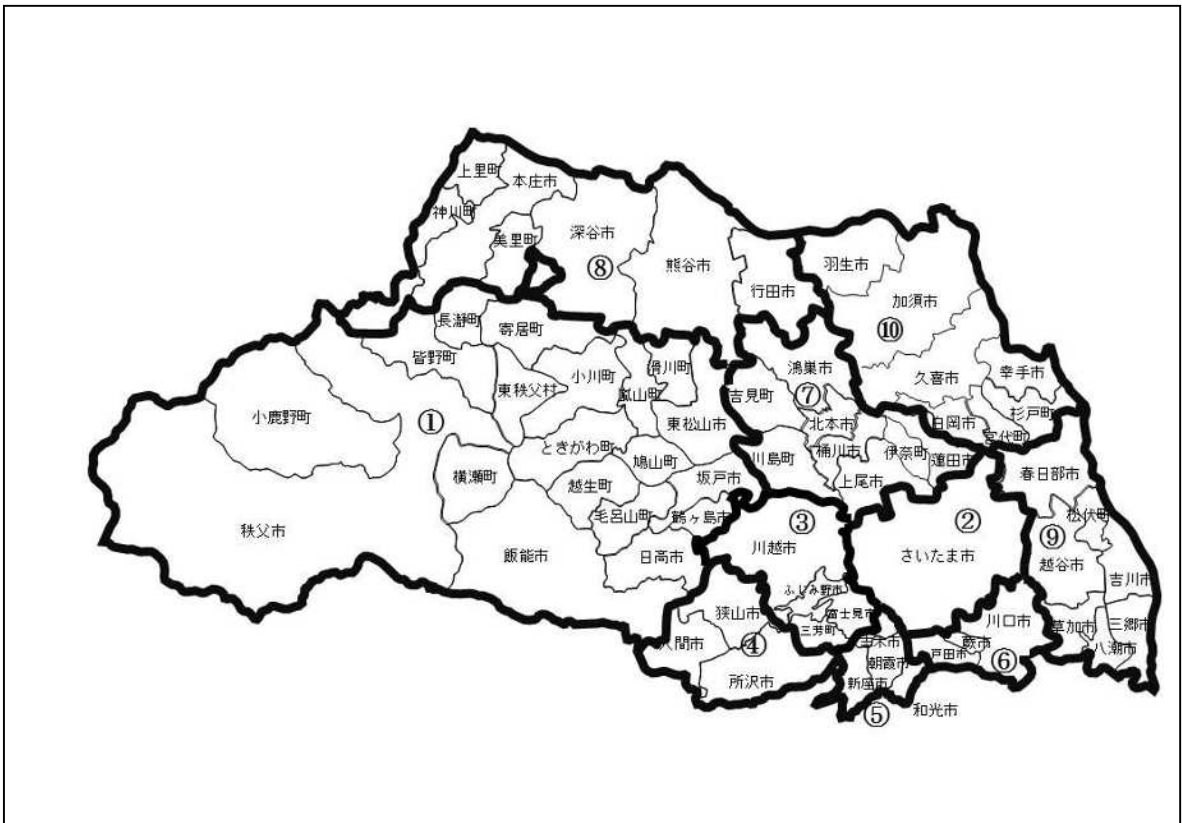 上里町
本庄市
神川町
美里町
深谷市
⑧
熊谷市
行田市
羽生市
加須市
⑩
長瀞町
寄居町
皆野町
東秩父村
小川町
嵐山町
滑川町
東松山市
小鹿野町
①
ときがわ町
鳩山町
横瀬町
越生町
坂戸市
毛呂山町
鶴ヶ島市
秩父市
飯能市
日高市
鴻巣市
⑦
吉見町
北本市
川島町
桶川市
伊奈町
蓮田市
上尾市
久喜市
幸手市
白岡市
杉戸町
宮代町
春日部市
松伏町
⑨
越谷市
吉川市
草加市
三郷市
八潮市
③
川越市
ふじみ野市
富士見市
三芳町
②
さいたま市
川口市
蕨市
戸田市
⑥
狭山市
入間市
④
所沢市
志木市
朝霞市
新座市
⑤
和光市